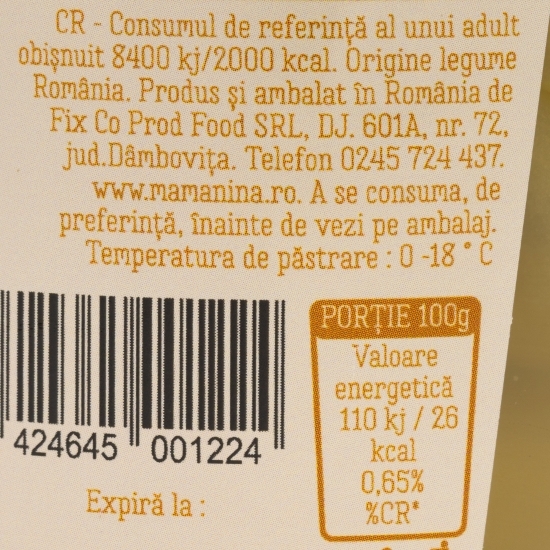 CR - Consumul de referință al unui adult
obișnuit 8400 kj/2000 kcal. Origine legume
România. Produs și ambalat în România de
Fix Co Prod Food SRL, DJ. 601A, nr. 72,
jud.Dâmbovița. Telefon 0245 724 437.
www.mamanina.ro. A se consuma, de
preferință, înainte de vezi pe ambalaj.
Temperatura de păstrare : 0 -18 ° C
424645 001224
Expiră la :
PORȚIE 100g
Valoare
energetică
110 kj / 26
kcal
0,65%
%CR*